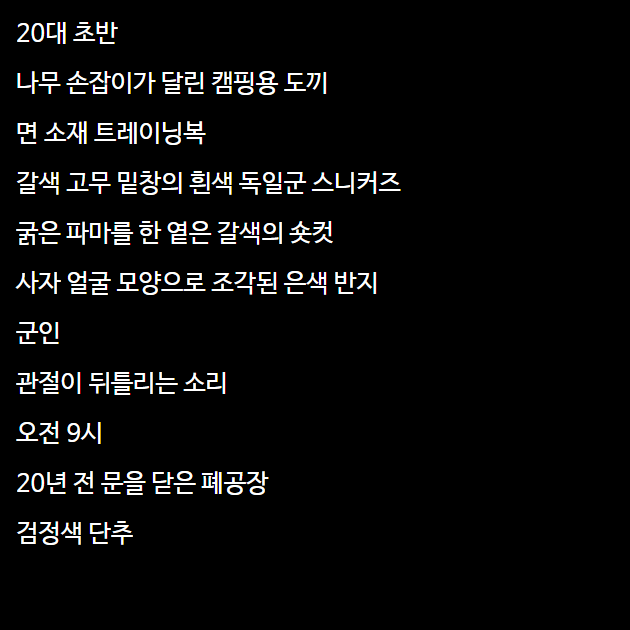 20대 초반
나무 손잡이가 달린 캠핑용 도끼
면 소재 트레이닝복
갈색 고무 밑창의 흰색 독일군 스니커즈
굵은 파마를 한 옅은 갈색의 숏컷
사자 얼굴 모양으로 조각된 은색 반지
군인
관절이 뒤틀리는 소리
오전 9시
20년 전 문을 닫은 폐공장
검정색 단추